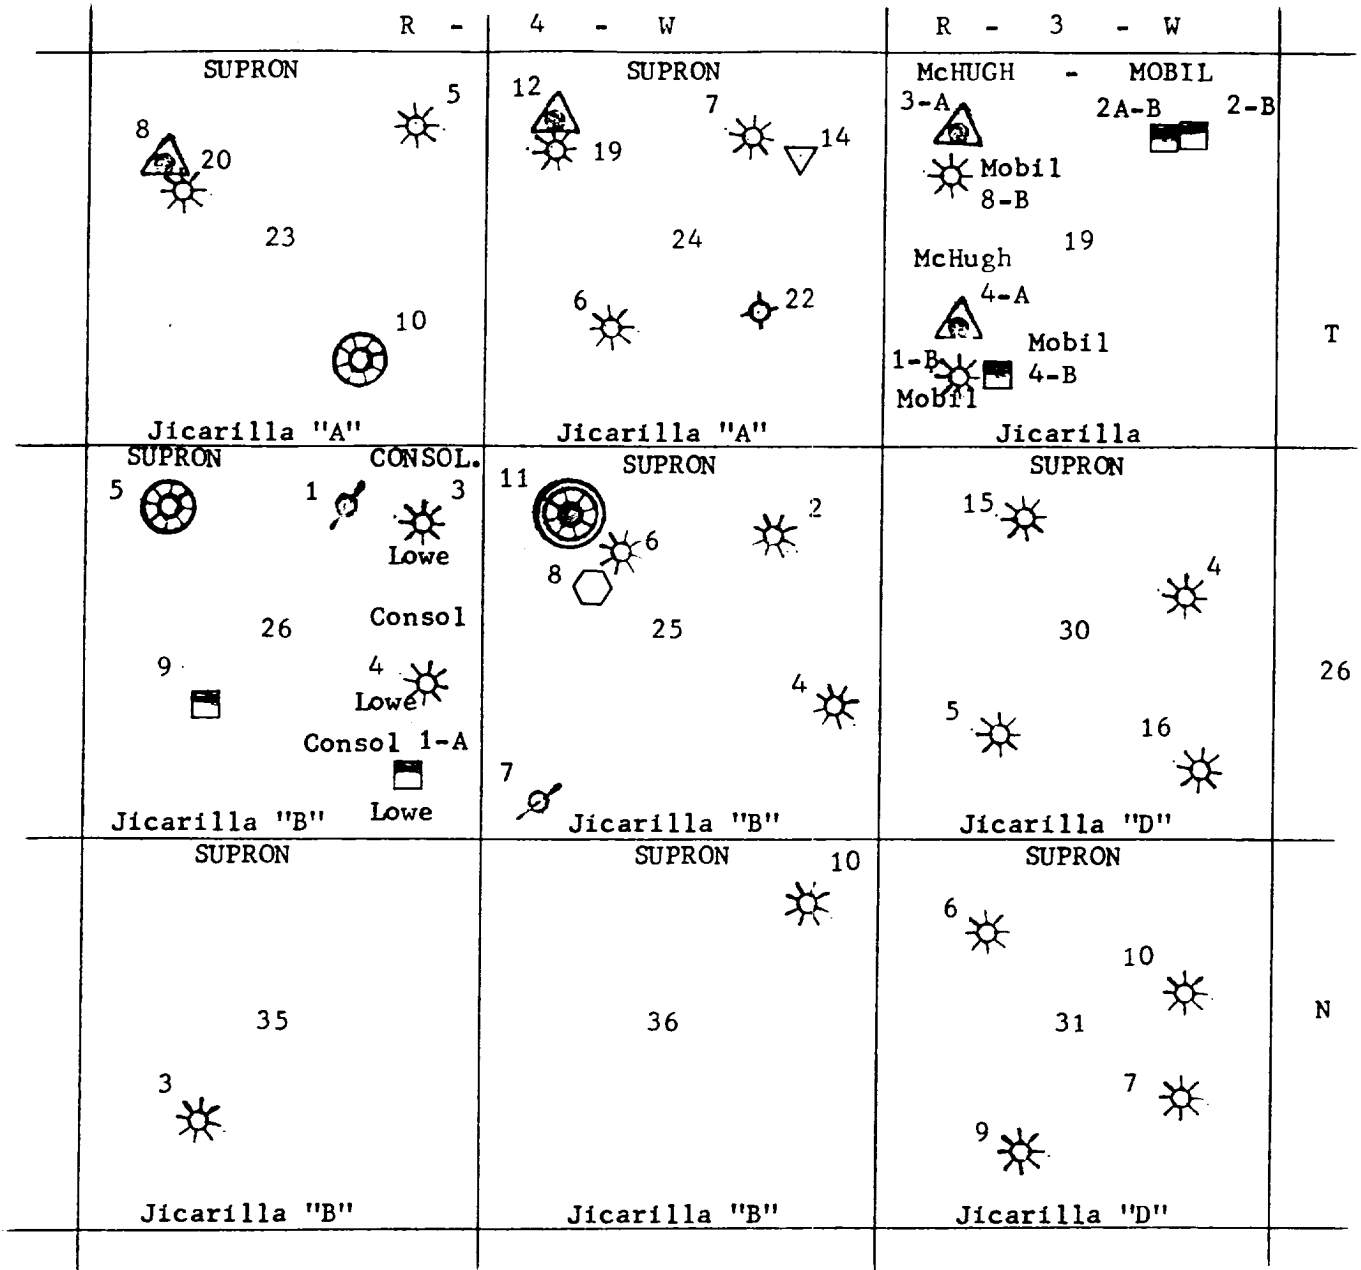 R - 4 - W R - 3 - W
SUPRON SUPRON McHUGH - MOBIL
5 12 7 3-A 2A-B 2-B
8 20 19 14 Mobil
8-B
23 24 19
McHugh
6 22 4-A
10 T
1-B Mobil
4-B
Mobil
Jicarilla "A" Jicarilla "A" Jicarilla
SUPRON CONSOL. SUPRON SUPRON
5 1 3 11 2 15
Lowe 6
8 4
Consol
26 25 30
9 4 26
Lowe 4 5 16
Consol 1-A
7
Lowe
Jicarilla "B" Jicarilla "B" Jicarilla "D"
SUPRON SUPRON SUPRON
10
6
10
35 36 31 N
3 7
9
Jicarilla "B" Jicarilla "B" Jicarilla "D"